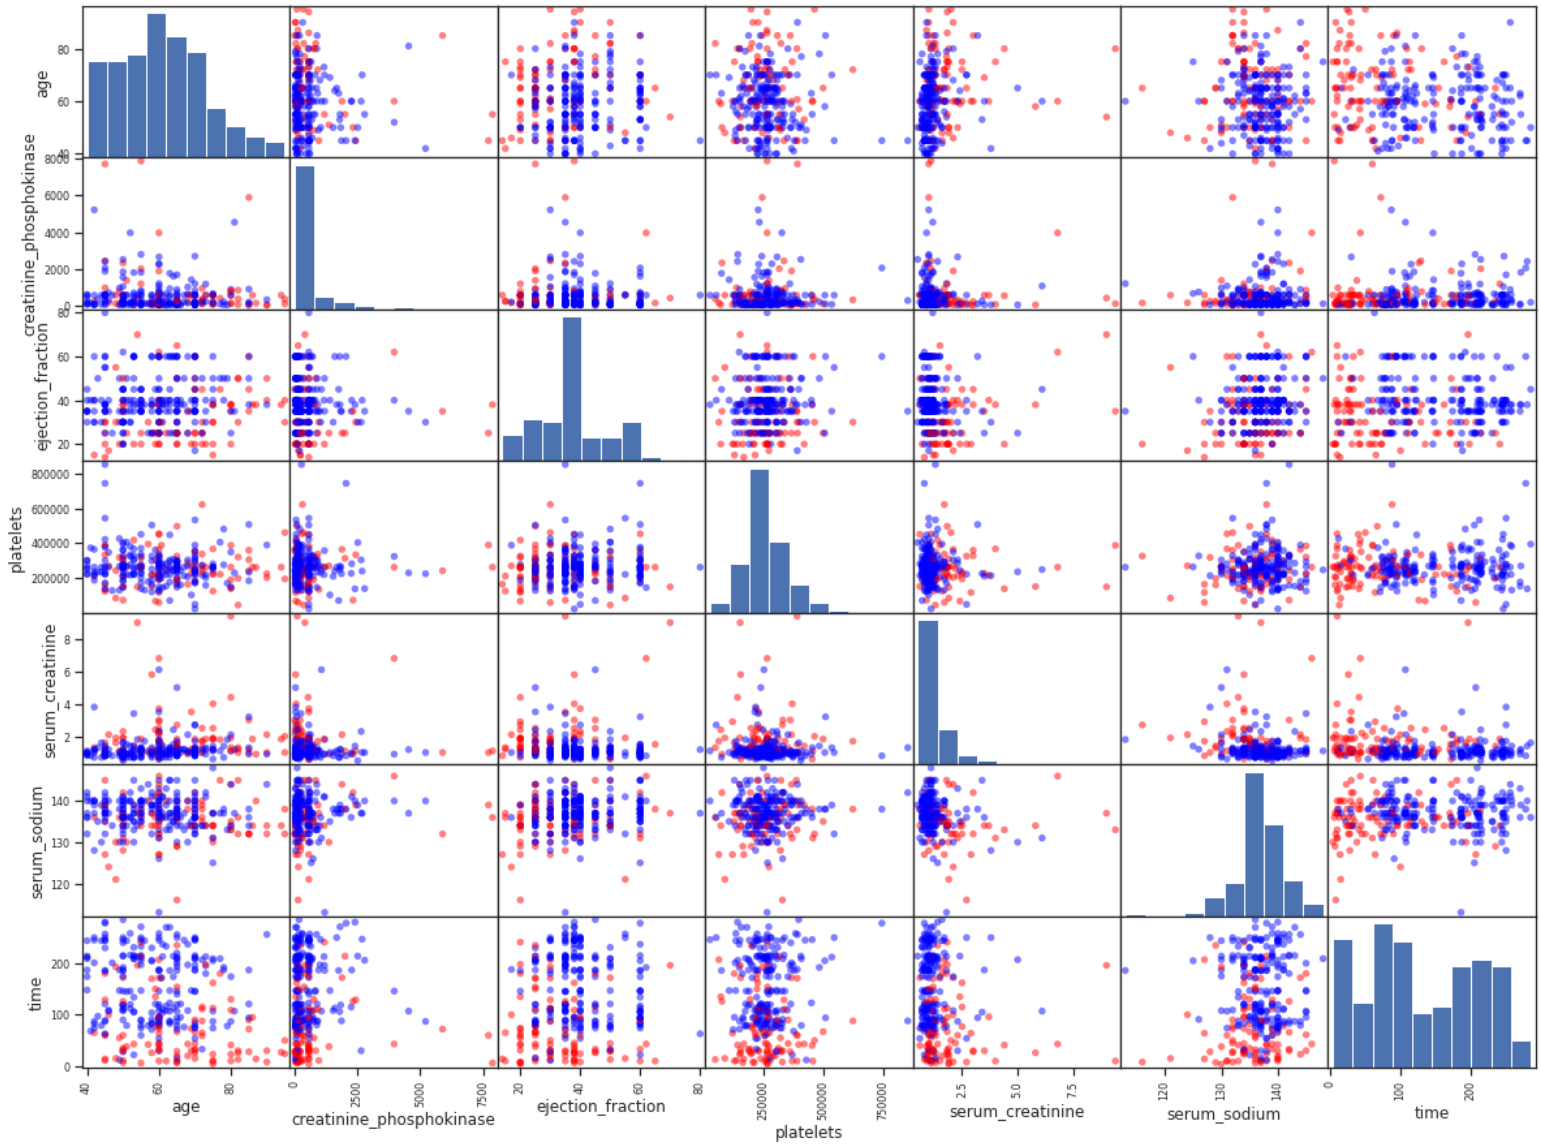 age
80
60
40
creatinine_phosphokinase
8000
6000
4000
2000
0
ejection_fraction
80
60
40
20
platelets
800000
600000
400000
200000
serum_creatinine
8
6
4
2
serum_sodium
140
130
120
time
200
100
0
40 60 80
0 2500 5000 7500
20 40 60 80
250000 500000 750000
2.5 5.0 7.5
120 130 140
0 100 200
age creatinine_phosphokinase ejection_fraction platelets serum_creatinine serum_sodium time